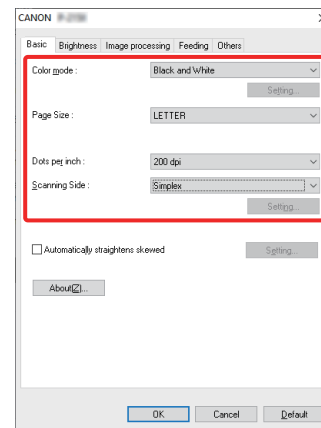 CANON
Basic Brightness Image processing Feeding Others
Color mode : Black and White
Setting...
Page Size : LETTER
Dots per inch : 200 dpi
Scanning Side : Simplex
Setting...
Automatically straightens skewed Setting...
About(Z)...
OK Cancel Default